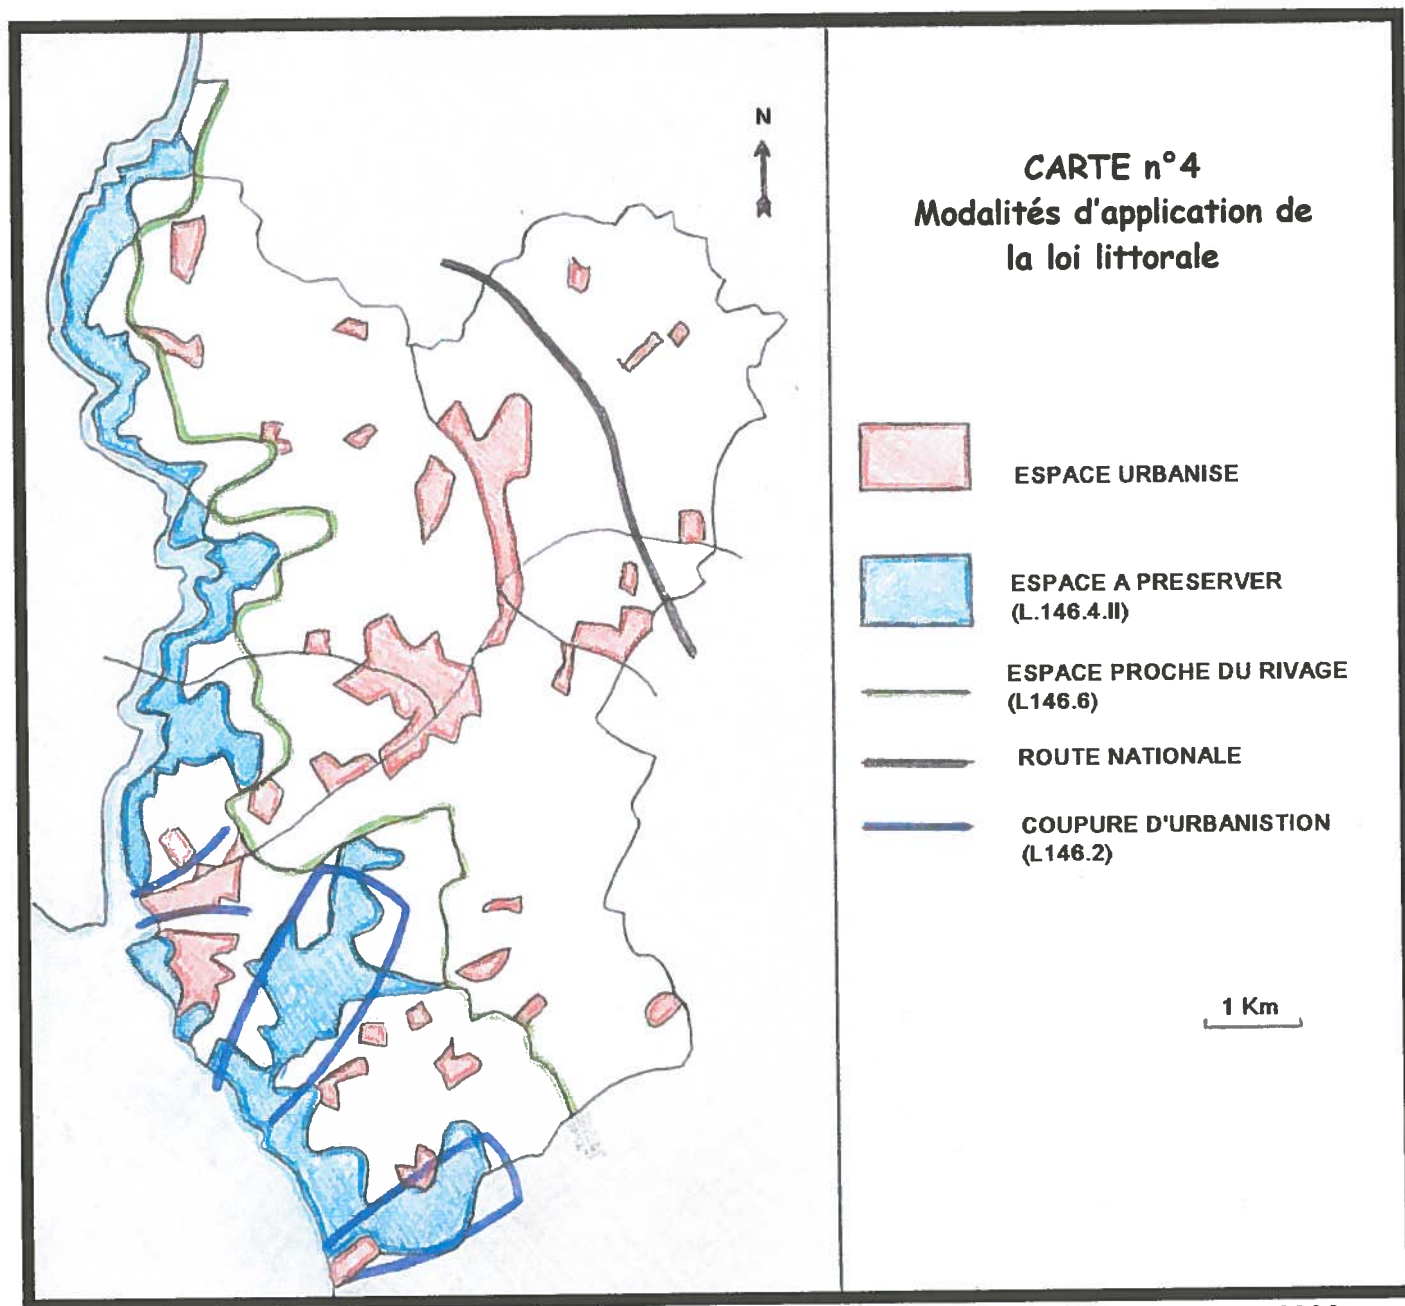 N
CARTE n°4
Modalités d'application de
la loi littorale
ESPACE URBANISE
ESPACE A PRESERVER
(L.146.4.II)
ESPACE PROCHE DU RIVAGE
(L146.6)
ROUTE NATIONALE
COUPURE D'URBANISTION
(L146.2)
1 Km